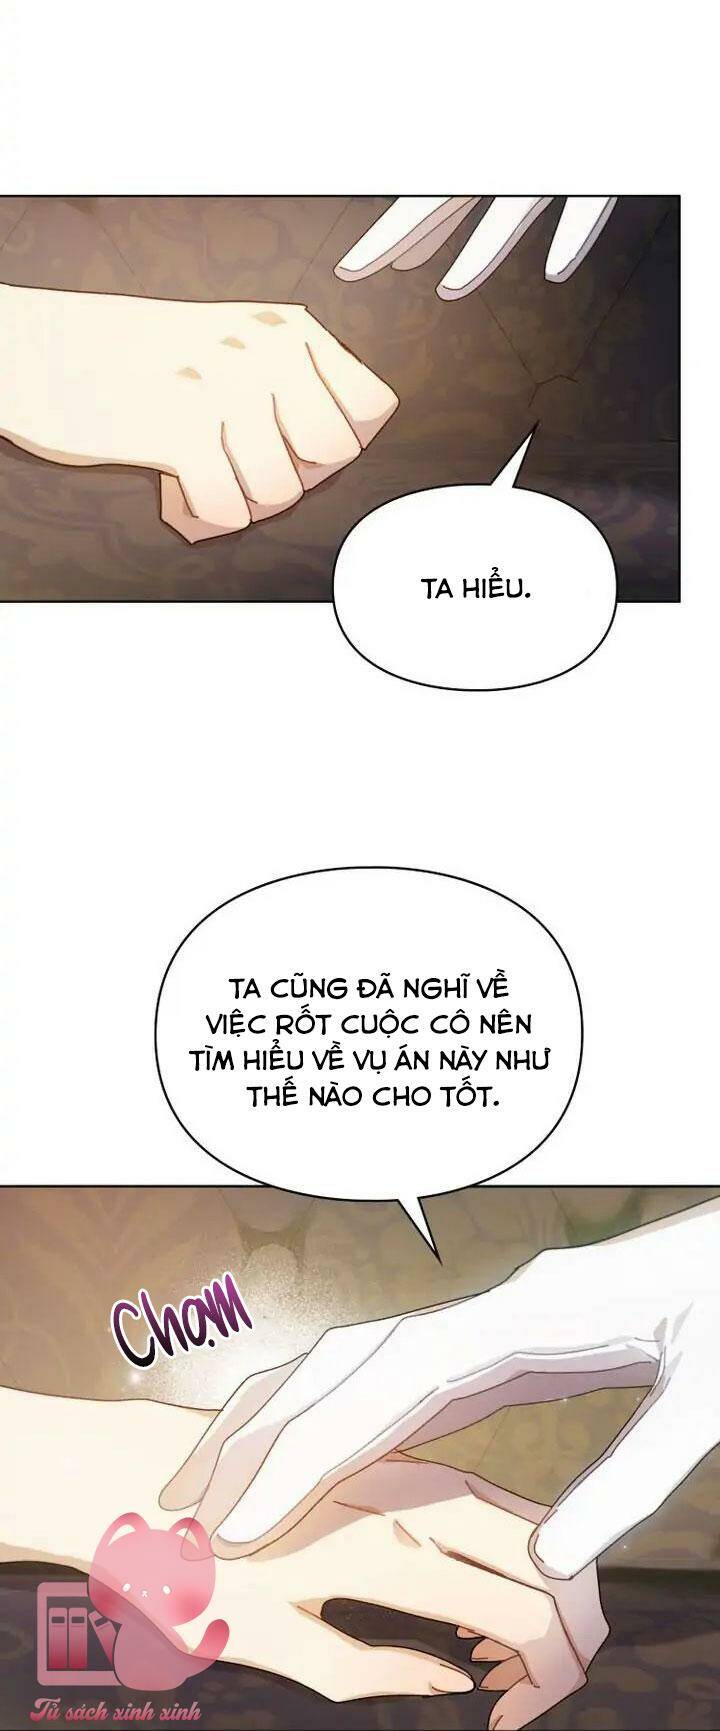 TA HIỂU.
TA CŨNG ĐÃ NGHĨ VỀ
VIỆC RỐT CUỘC CÔ NÊN
TÌM HIỂU VỀ VỤ ÁN NÀY NHƯ
THẾ NÀO CHO TỐT.
Chạm
Tủ sách xinh xinh